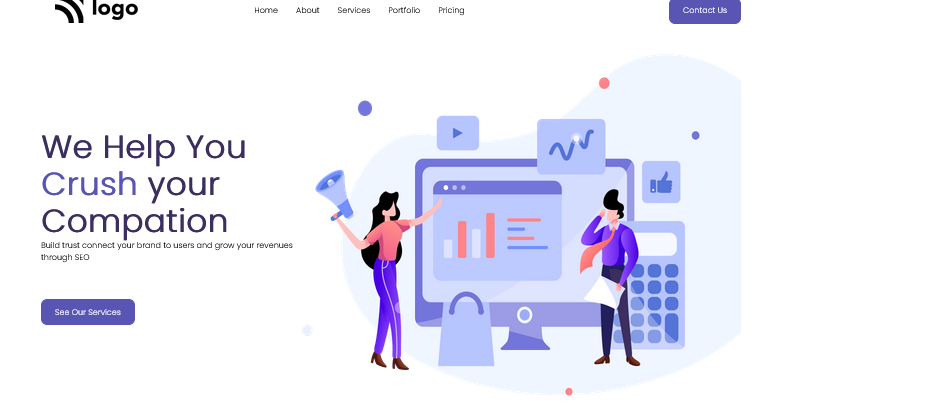 logo
Home About Services Portfolio Pricing
Contact Us
We Help You
Crush your
Compation
Build trust connect your brand to users and grow your revenues
through SEO
See Our Services